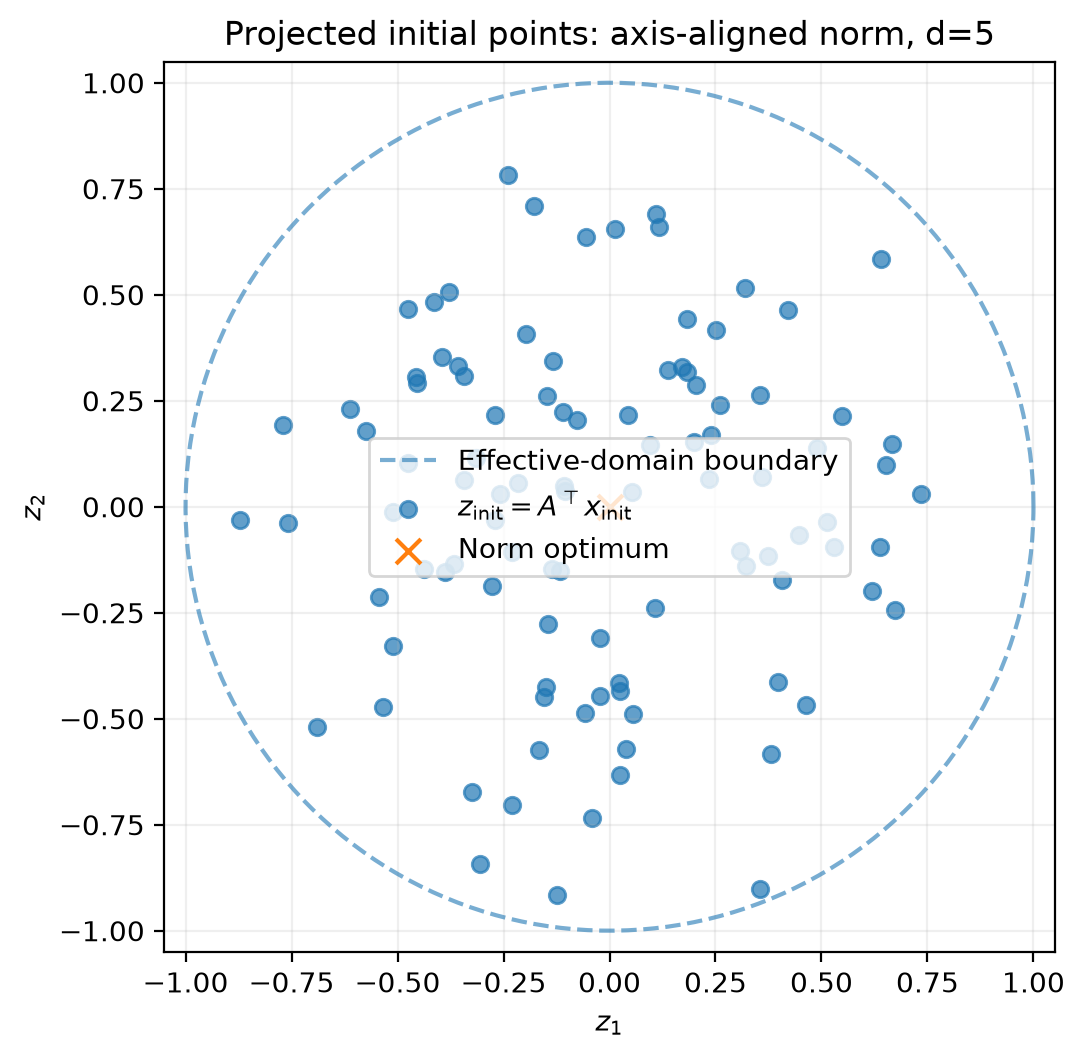 Projected initial points: axis-aligned norm, d=5
1.00
0.75
0.50
0.25
0.00
−0.25
−0.50
−0.75
−1.00
z₂
Effective-domain boundary
z_init = A^⊤ x_init
Norm optimum
−1.00 −0.75 −0.50 −0.25 0.00 0.25 0.50 0.75 1.00
z₁